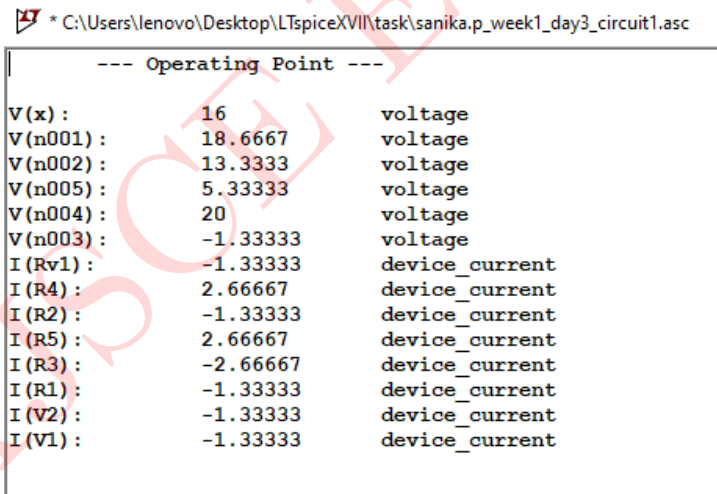 * C:\Users\lenovo\Desktop\LTspiceXVII\task\sanika.p_week1_day3_circuit1.asc
--- Operating Point ---
V(x): 16 voltage
V(n001): 18.6667 voltage
V(n002): 13.3333 voltage
V(n005): 5.33333 voltage
V(n004): 20 voltage
V(n003): -1.33333 voltage
I(Rv1): -1.33333 device_current
I(R4): 2.66667 device_current
I(R2): -1.33333 device_current
I(R5): 2.66667 device_current
I(R3): -2.66667 device_current
I(R1): -1.33333 device_current
I(V2): -1.33333 device_current
I(V1): -1.33333 device_current